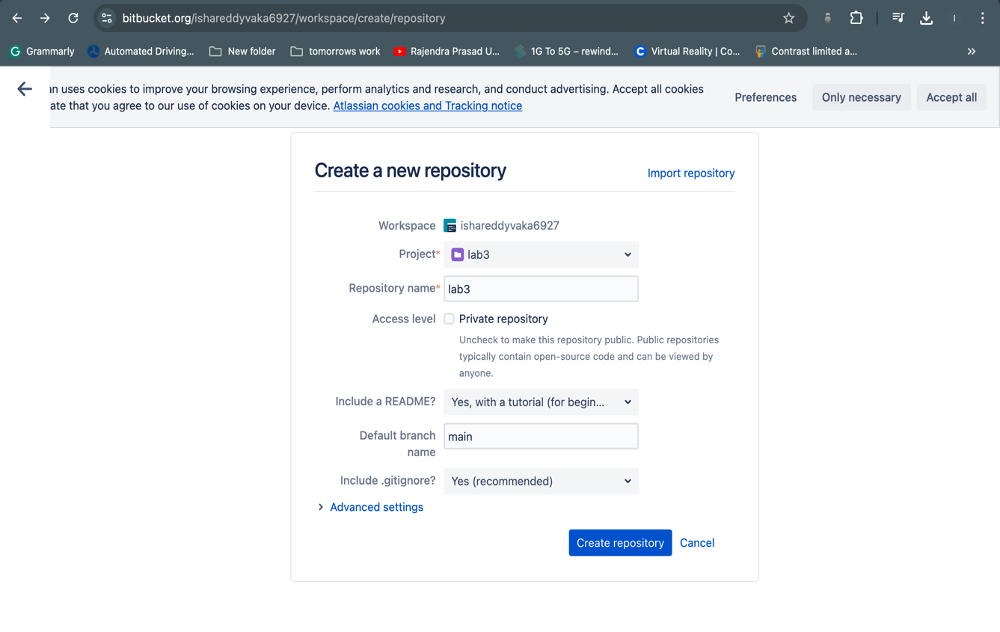 bitbucket.org/ishareddyvaka6927/workspace/create/repository
I
Grammarly
Automated Driving...
New folder
tomorrows work
Rajendra Prasad U...
1G To 5G – rewind...
Virtual Reality | Co...
Contrast limited a...
an uses cookies to improve your browsing experience, perform analytics and research, and conduct advertising. Accept all cookies
ate that you agree to our use of cookies on your device. Atlassian cookies and Tracking notice
Preferences
Only necessary
Accept all
Create a new repository
Import repository
Workspace ishareddyvaka6927
Project* lab3
Repository name* lab3
Access level Private repository
Uncheck to make this repository public. Public repositories
typically contain open-source code and can be viewed by
anyone.
Include a README? Yes, with a tutorial (for begin...
Default branch
name
main
Include .gitignore? Yes (recommended)
Advanced settings
Create repository
Cancel